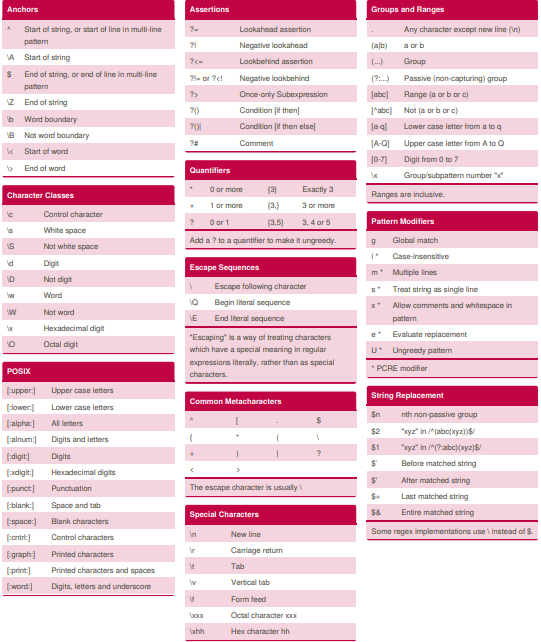 Anchors
^ Start of string, or start of line in multi-line
pattern
\A Start of string
$ End of string, or end of line in multi-line
pattern
\Z End of string
\b Word boundary
\B Not word boundary
\< Start of word
\> End of word
Character Classes
\c Control character
\s White space
\S Not white space
\d Digit
\D Not digit
\w Word
\W Not word
\x Hexadecimal digit
\O Octal digit
POSIX
[:upper:] Upper case letters
[:lower:] Lower case letters
[:alpha:] All letters
[:alnum:] Digits and letters
[:digit:] Digits
[:xdigit:] Hexadecimal digits
[:punct:] Punctuation
[:blank:] Space and tab
[:space:] Blank characters
[:cntrl:] Control characters
[:graph:] Printed characters
[:print:] Printed characters and spaces
[:word:] Digits, letters and underscore
Assertions
?= Lookahead assertion
?! Negative lookahead
?<= Lookbehind assertion
?!= or ?<! Negative lookbehind
?> Once-only Subexpression
?() Condition [if then]
?()| Condition [if then else]
?# Comment
Quantifiers
* 0 or more {3} Exactly 3
+ 1 or more {3,} 3 or more
? 0 or 1 {3,5} 3, 4 or 5
Add a ? to a quantifier to make it ungreedy.
Escape Sequences
\ Escape following character
\Q Begin literal sequence
\E End literal sequence
"Escaping" is a way of treating characters
which have a special meaning in regular
expressions literally, rather than as special
characters.
Common Metacharacters
^ [ . $
{ * ( \
+ ) | ?
< >
The escape character is usually \
Special Characters
\n New line
\r Carriage return
\t Tab
\v Vertical tab
\f Form feed
\xxx Octal character xxx
\xhh Hex character hh
Groups and Ranges
. Any character except new line (\n)
(a|b) a or b
(...) Group
(?:...) Passive (non-capturing) group
[abc] Range (a or b or c)
[^abc] Not (a or b or c)
[a-q] Lower case letter from a to q
[A-Q] Upper case letter from A to Q
[0-7] Digit from 0 to 7
\x Group/subpattern number "x"
Ranges are inclusive.
Pattern Modifiers
g Global match
i * Case-insensitive
m * Multiple lines
s * Treat string as single line
x * Allow comments and whitespace in
pattern
e * Evaluate replacement
U * Ungreedy pattern
* PCRE modifier
String Replacement
$n nth non-passive group
$2 "xyz" in /^(abc(xyz))$/
$1 "xyz" in /^(?:abc)(xyz)$/
$` Before matched string
$' After matched string
$+ Last matched string
$& Entire matched string
Some regex implementations use \ instead of $.